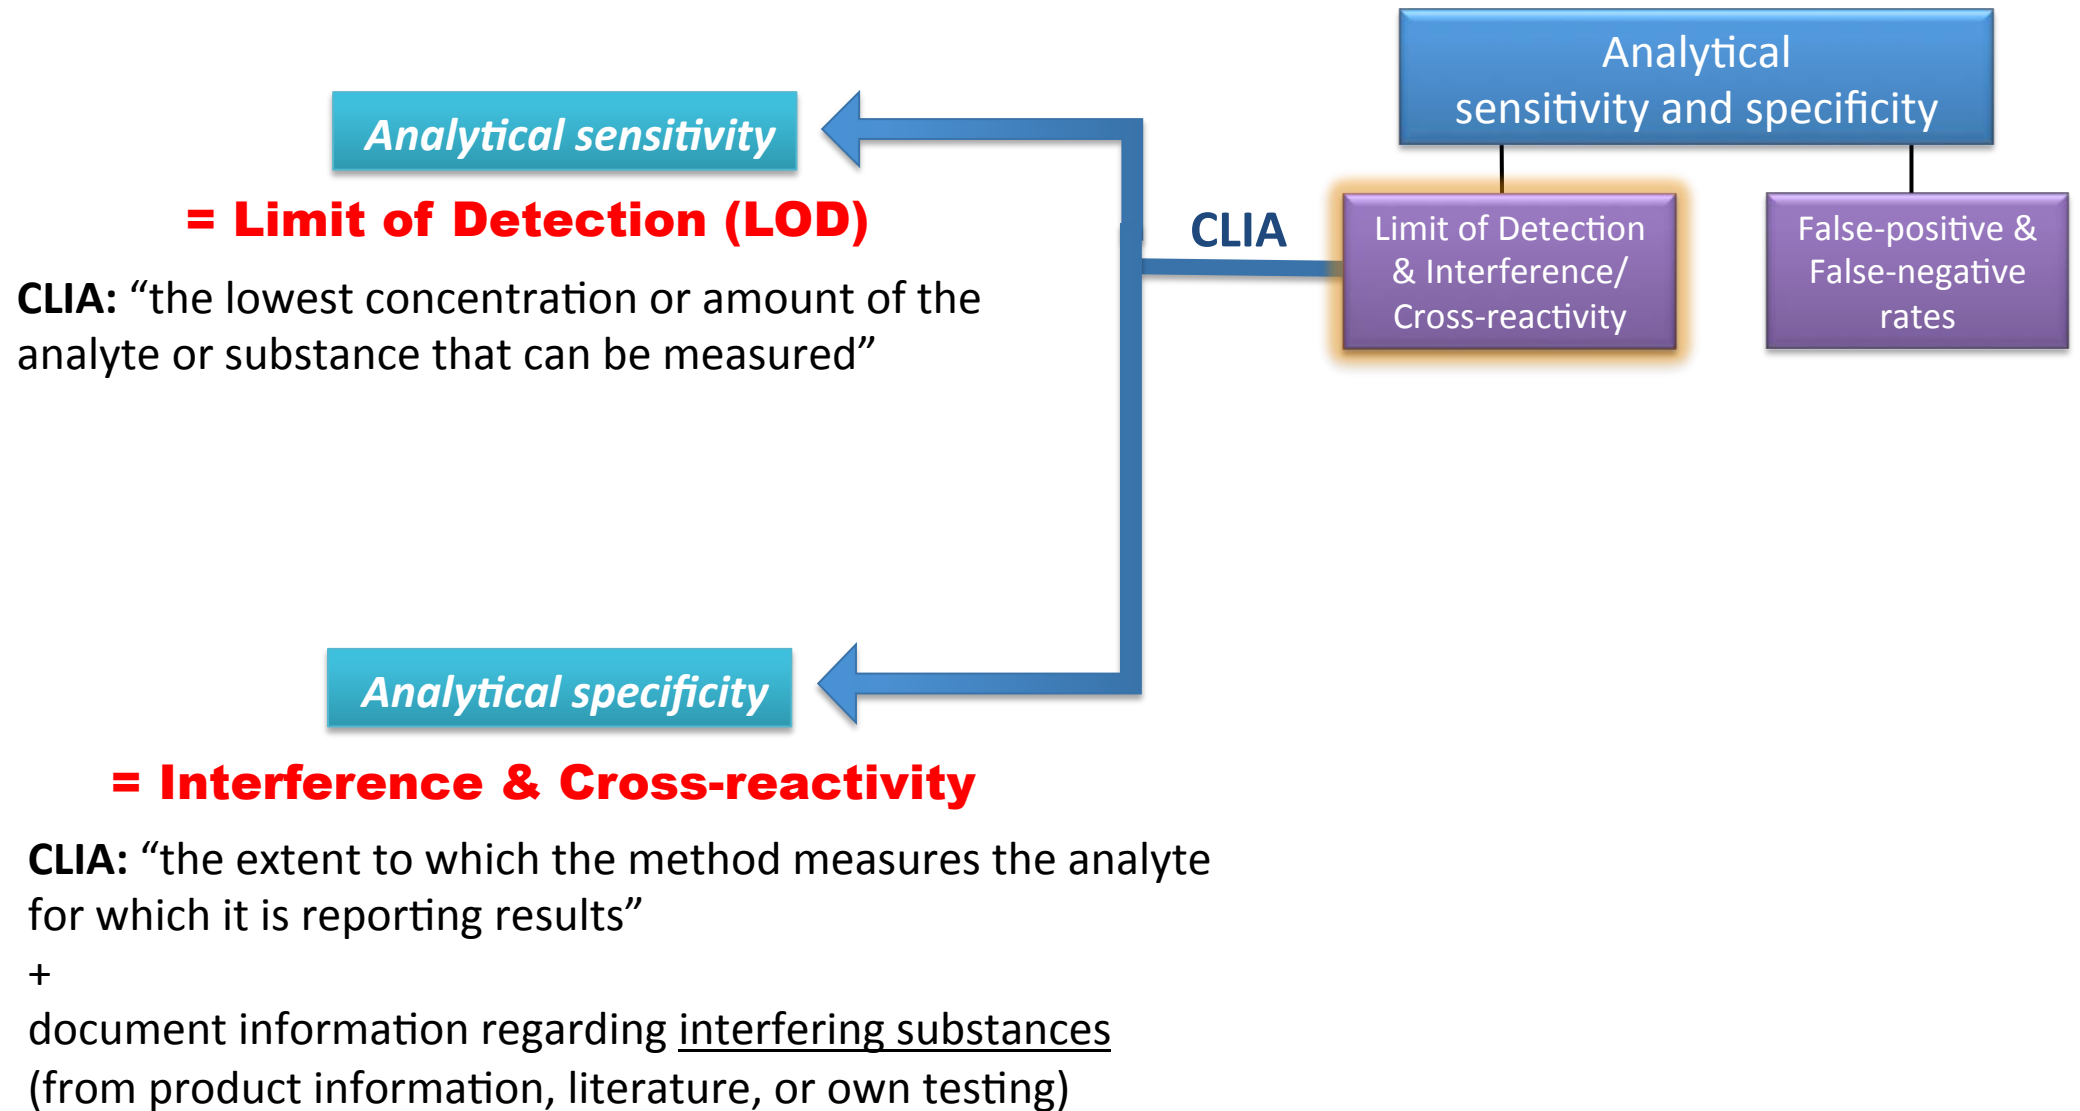 Analytical
sensitivity and specificity
Analytical sensitivity
= Limit of Detection (LOD)
CLIA
Limit of Detection
& Interference/
Cross-reactivity
False-positive &
False-negative
rates
CLIA: “the lowest concentration or amount of the
analyte or substance that can be measured”
Analytical specificity
= Interference & Cross-reactivity
CLIA: “the extent to which the method measures the analyte
for which it is reporting results”
+
document information regarding interfering substances
(from product information, literature, or own testing)